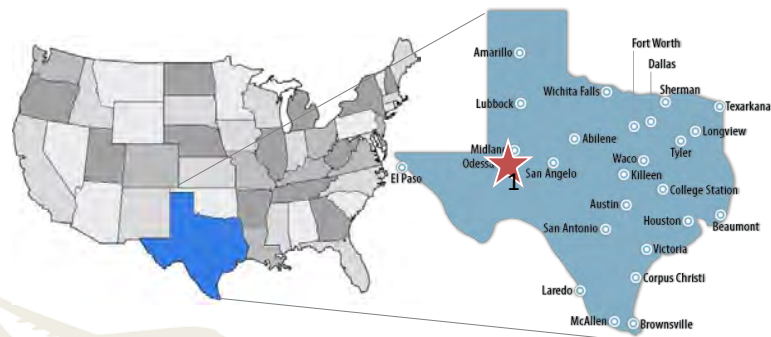 Fort Worth
Dallas
Amarillo
Wichita Falls
Sherman
Lubbock
Texarkana
Longview
Abilene
Midland
Tyler
Waco
Odessa
San Angelo
Killeen
El Paso
1
College Station
Austin
Houston
Beaumont
San Antonio
Victoria
Corpus Christi
Laredo
McAllen
Brownsville